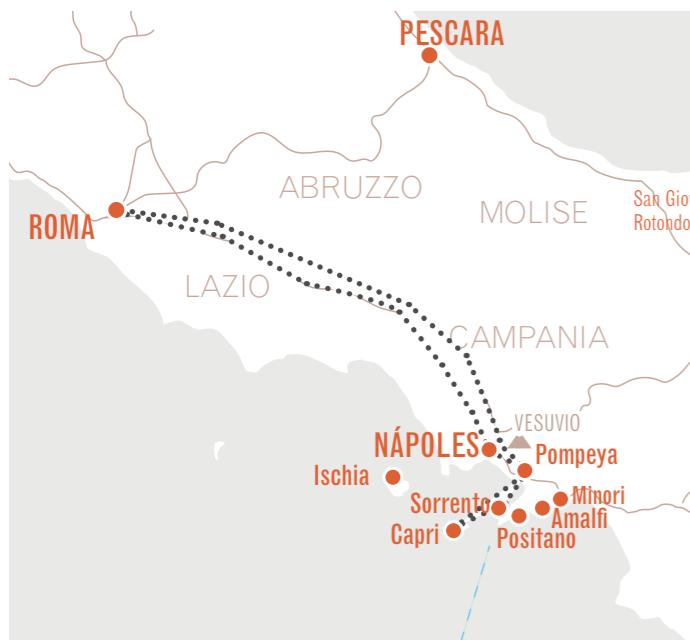 PESCARA
ABRUZZO
MOLISE
San Gio
Rotondo
ROMA
LAZIO
CAMPANIA
VESUVIO
NÁPOLES
Pompeya
Ischia
Minori
Sorrento
Amalfi
Capri
Positano